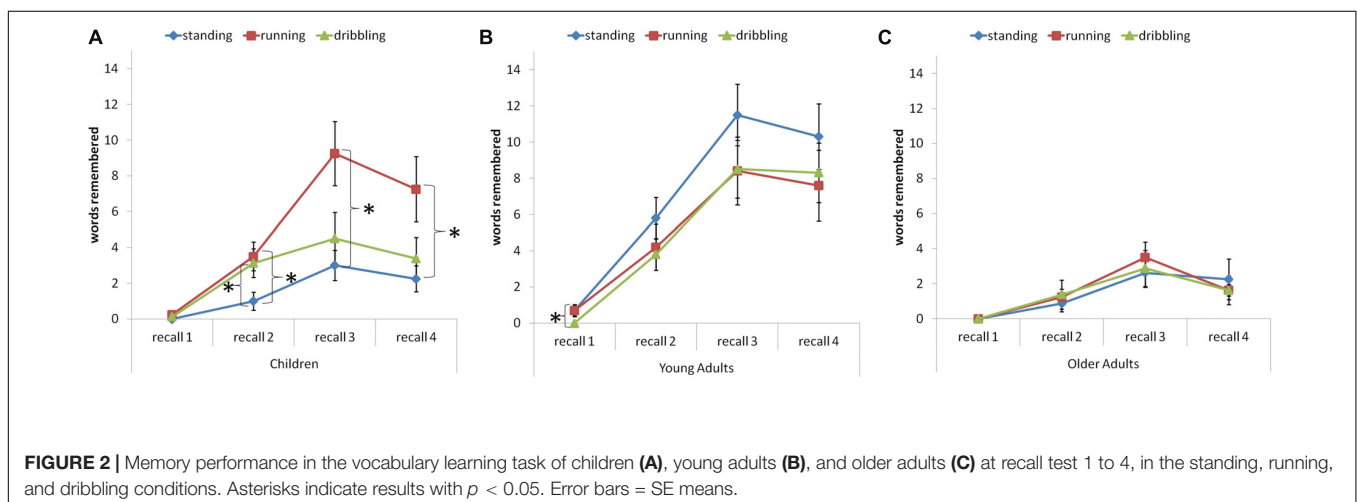 A
standing running dribbling
words remembered
14
12
10
8
6
4
2
0
* * * *
recall 1 recall 2 recall 3 recall 4
Children
B
standing running dribbling
words remembered
14
12
10
8
6
4
2
0
*
recall 1 recall 2 recall 3 recall 4
Young Adults
C
standing running dribbling
words remembered
14
12
10
8
6
4
2
0
recall 1 recall 2 recall 3 recall 4
Older Adults
FIGURE 2 | Memory performance in the vocabulary learning task of children (A), young adults (B), and older adults (C) at recall test 1 to 4, in the standing, running,
and dribbling conditions. Asterisks indicate results with p < 0.05. Error bars = SE means.